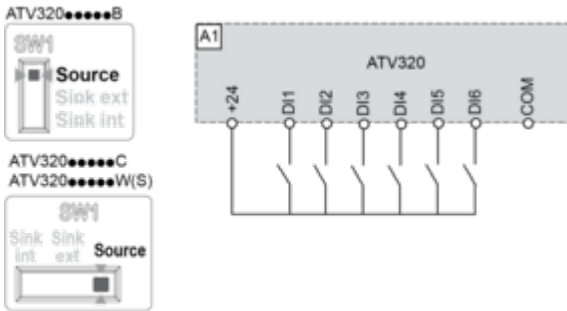 ATV320●●●●●B
SW1
Source
Sink ext
Sink int
ATV320●●●●●C
ATV320●●●●●W(S)
SW1
Sink int
Sink ext
Source
A1
ATV320
+24
DI1
DI2
DI3
DI4
DI5
DI6
COM